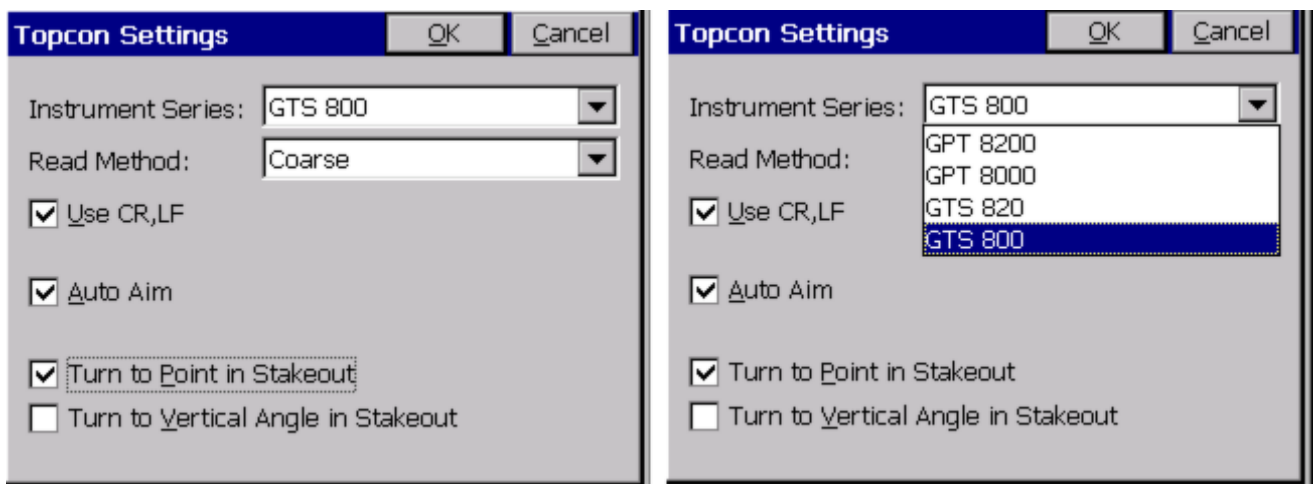 Topcon Settings OK Cancel
Instrument Series: GTS 800
Read Method: Coarse
Use CR,LF
Auto Aim
Turn to Point in Stakeout
Turn to Vertical Angle in Stakeout
Topcon Settings OK Cancel
Instrument Series: GTS 800
GPT 8200
Read Method:
GPT 8000
GTS 820
Use CR,LF
GTS 800
Auto Aim
Turn to Point in Stakeout
Turn to Vertical Angle in Stakeout